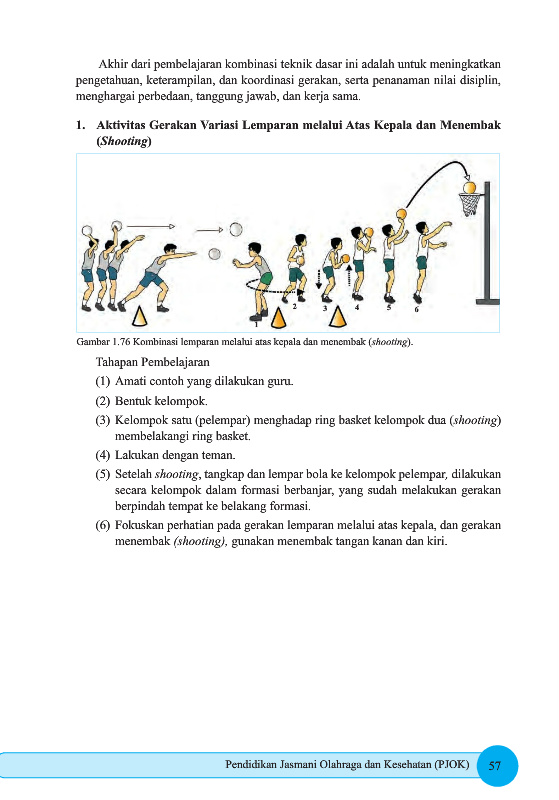 Akhir dari pembelajaran kombinasi teknik dasar ini adalah untuk meningkatkan
pengetahuan, keterampilan, dan koordinasi gerakan, serta penanaman nilai disiplin,
menghargai perbedaan, tanggung jawab, dan kerja sama.
1. Aktivitas Gerakan Variasi Lemparan melalui Atas Kepala dan Menembak
(Shooting)
1 2 3 4 5 6
Gambar 1.76 Kombinasi lemparan melalui atas kepala dan menembak (shooting).
Tahapan Pembelajaran
(1) Amati contoh yang dilakukan guru.
(2) Bentuk kelompok.
(3) Kelompok satu (pelempar) menghadap ring basket kelompok dua (shooting)
membelakangi ring basket.
(4) Lakukan dengan teman.
(5) Setelah shooting, tangkap dan lempar bola ke kelompok pelempar, dilakukan
secara kelompok dalam formasi berbanjar, yang sudah melakukan gerakan
berpindah tempat ke belakang formasi.
(6) Fokuskan perhatian pada gerakan lemparan melalui atas kepala, dan gerakan
menembak (shooting), gunakan menembak tangan kanan dan kiri.
Pendidikan Jasmani Olahraga dan Kesehatan (PJOK) 57